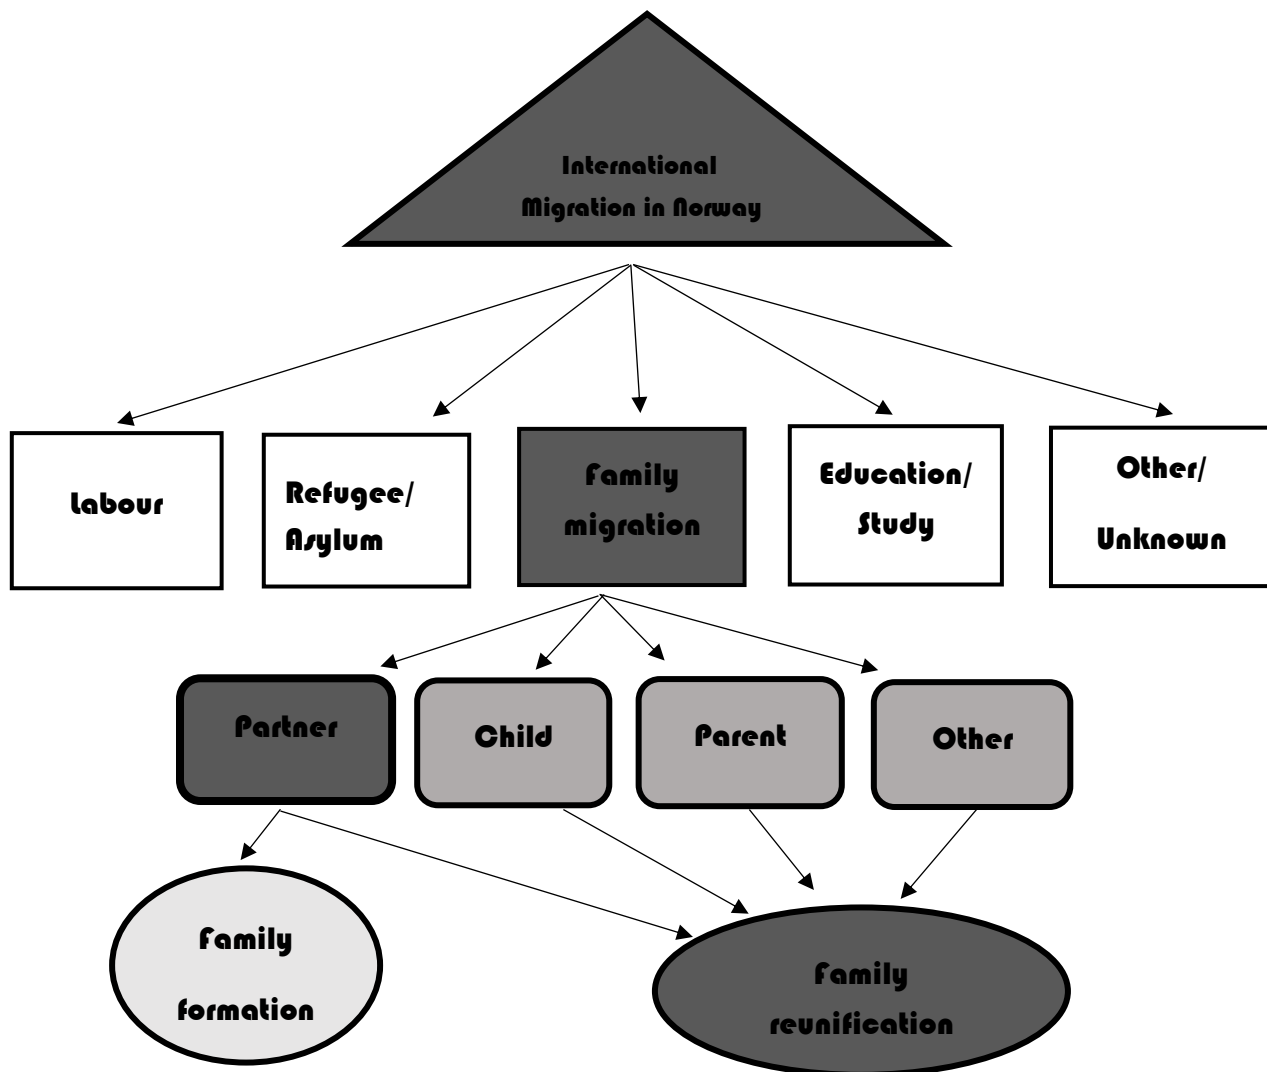 International
Migration in Norway
Labour
Refugee/
Asylum
Family
migration
Education/
Study
Other/
Unknown
Partner
Child
Parent
Other
Family
formation
Family
reunification